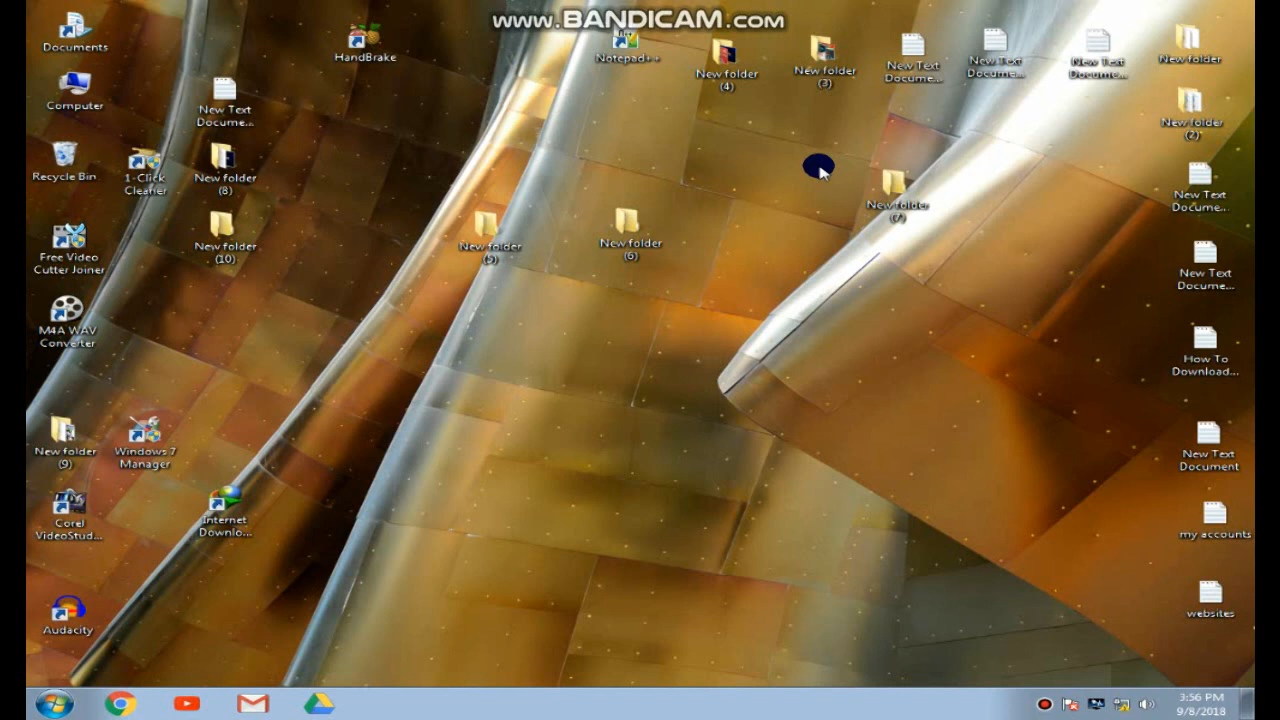 www.BANDICAM.com
Documents
HandBrake
Notepad++
New folder
(4)
New folder
(3)
New Text
Docume...
New Text
Docume...
New Text
Docume...
New folder
Computer
New Text
Docume...
New folder
(2)
Recycle Bin
1-Click
Cleaner
New folder
(8)
New folder
(7)
New Text
Docume...
Free Video
Cutter Joiner
New folder
(10)
New folder
(5)
New folder
(6)
New Text
Docume...
M4A WAV
Converter
How To
Download...
New folder
(9)
Windows 7
Manager
New Text
Document
Corel
VideoStud...
Internet
Downlo...
my accounts
Audacity
websites
3:56 PM
9/8/2018